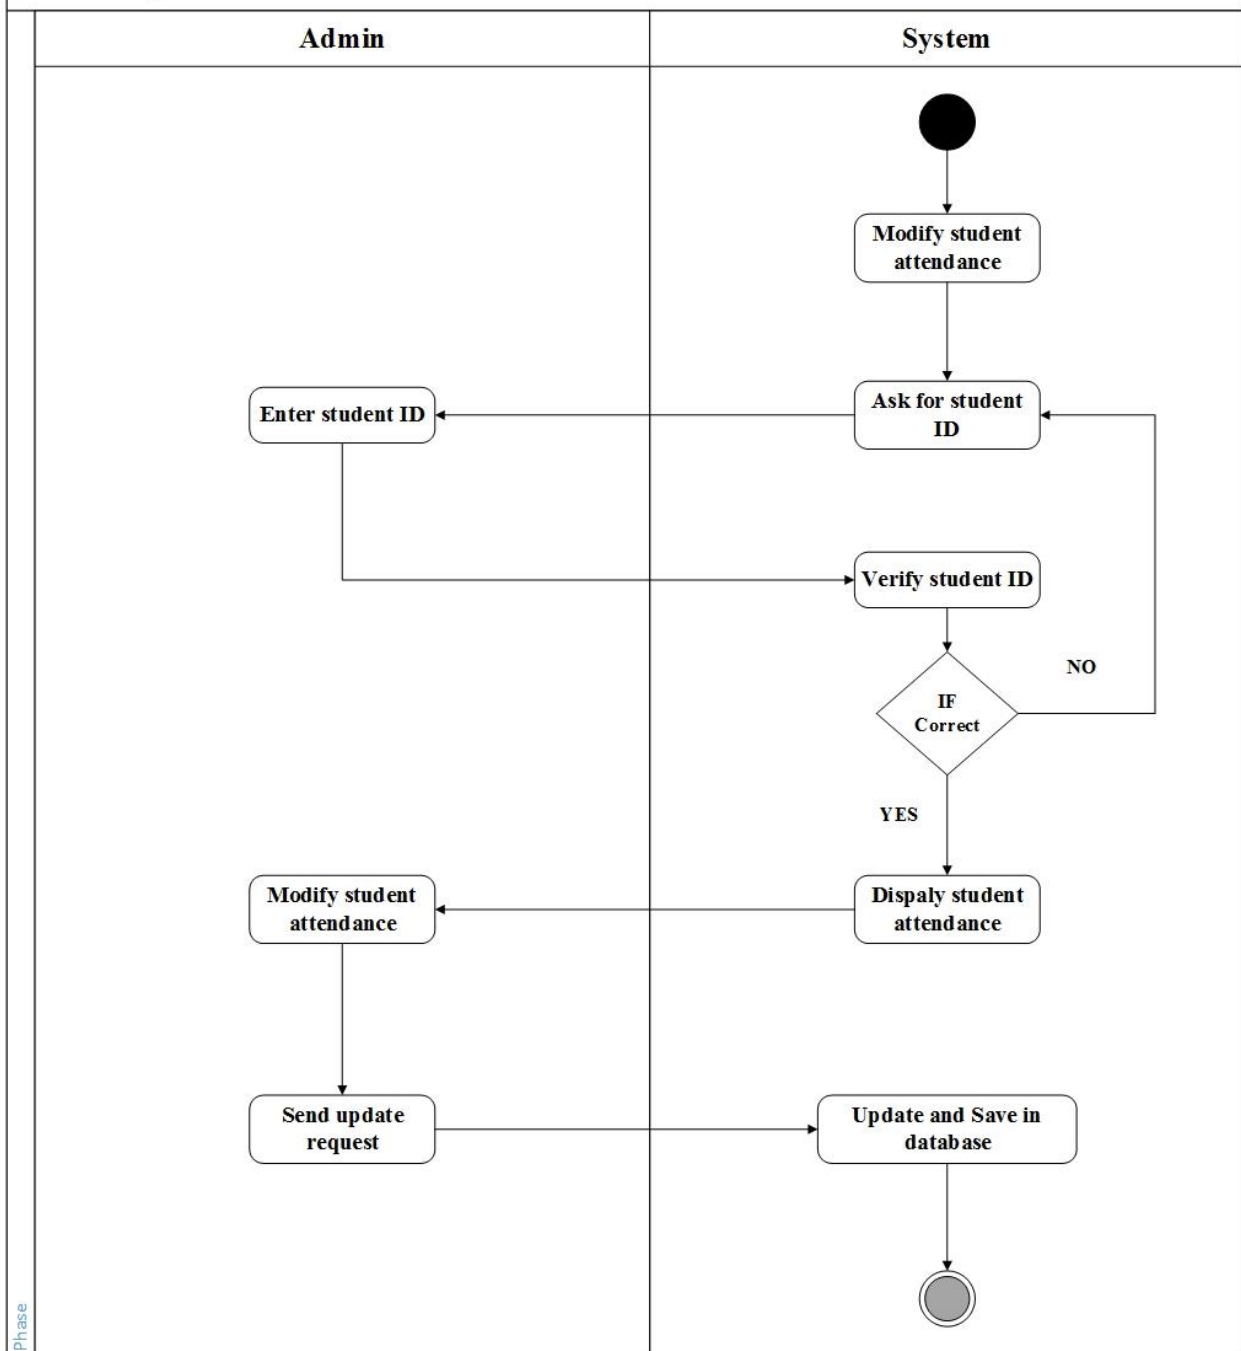 Admin
System
Modify student
attendance
Enter student ID
Ask for student
ID
Verify student ID
IF
Correct
NO
YES
Modify student
attendance
Dispaly student
attendance
Send update
request
Update and Save in
database
Phase